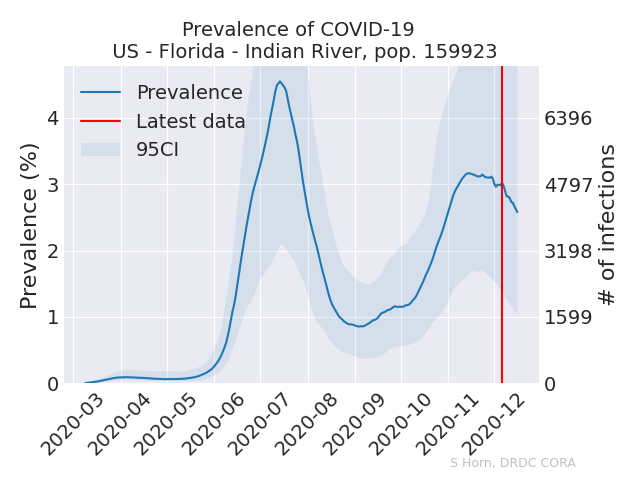 Prevalence of COVID-19
US - Florida - Indian River, pop. 159923
Prevalence
Latest data
95CI
Prevalence (%)
4
3
2
1
0
6396
4797
3198
1599
0
# of infections
2020-03
2020-04
2020-05
2020-06
2020-07
2020-08
2020-09
2020-10
2020-11
2020-12
S Horn, DRDC CORA